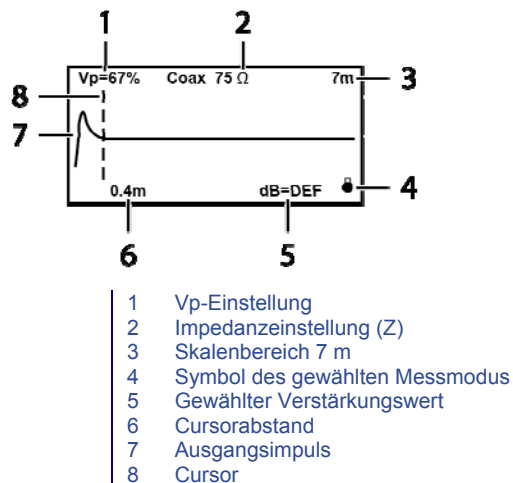 1
2
Vp=67%
Coax 75 Ω
7m
3
8
7
0.4m
dB=DEF
4
6
5
1 Vp-Einstellung
2 Impedanzeinstellung (Z)
3 Skalenbereich 7 m
4 Symbol des gewählten Messmodus
5 Gewählter Verstärkungswert
6 Cursorabstand
7 Ausgangsimpuls
8 Cursor